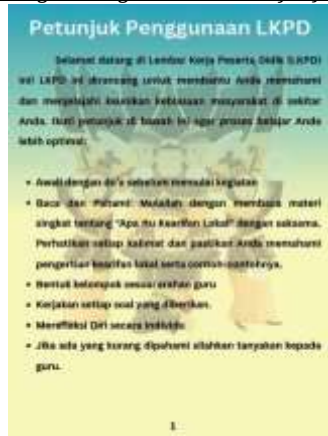 Petunjuk Penggunaan LKPD
Selamat datang di Lembar Kerja Peserta Didik (LKPD)
ini! LKPD ini dirancang untuk membantu Anda memahami
dan menjelajahi keunikan kebiasaan masyarakat di sekitar
Anda. Ikuti petunjuk di bawah ini agar proses belajar Anda
lebih optimal:
• Awali dengan do'a sebelum memulai kegiatan
• Baca dan Pahami: Mulailah dengan membaca materi
singkat tentang "Apa Itu Kearifan Lokal" dengan saksama.
Perhatikan setiap kalimat dan pastikan Anda memahami
pengertian kearifan lokal serta contoh-contohnya.
• Bentuk kelompok sesuai arahan guru
• Kerjakan setiap soal yang diberikan.
• Merefleksi Diri secara individu
• Jika ada yang kurang dipahami silahkan tanyakan kepada
guru.
1